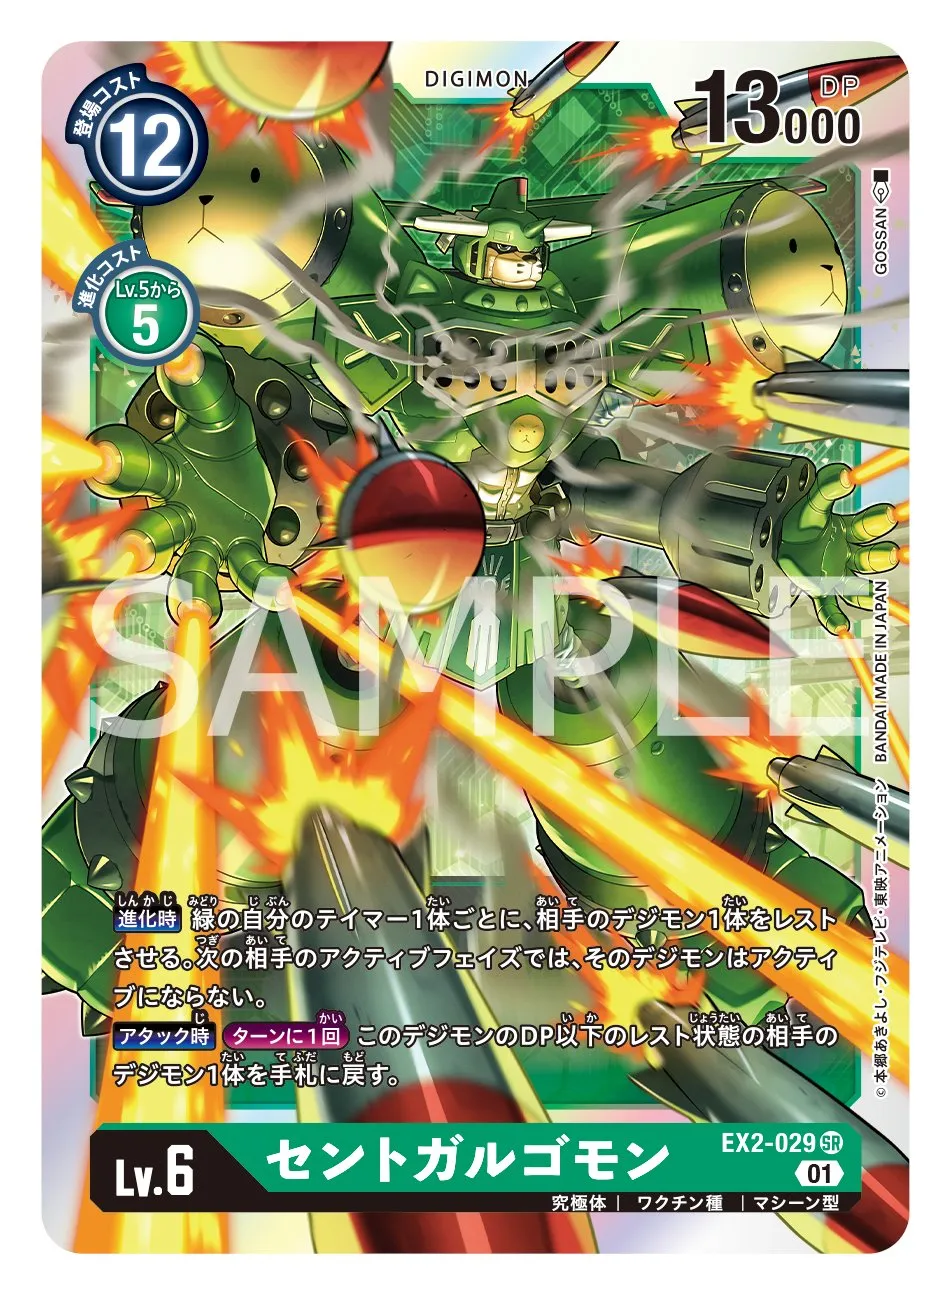 DIGIMON
登場コスト
12
13000
DP
進化コスト
Lv.5から
5
GOSSAN
SAMPLE
BANDAI MADE IN JAPAN
©本郷あきよし・フジテレビ・東映アニメーション
進化時 緑の自分のテイマー1体ごとに、相手のデジモン1体をレスト
させる。次の相手のアクティブフェイズでは、そのデジモンはアクティ
ブにならない。
アタック時 ターンに1回 このデジモンのDP以下のレスト状態の相手の
デジモン1体を手札に戻す。
Lv.6
セントガルゴモン
EX2-029 SR
01
究極体 | ワクチン種 | マシーン型